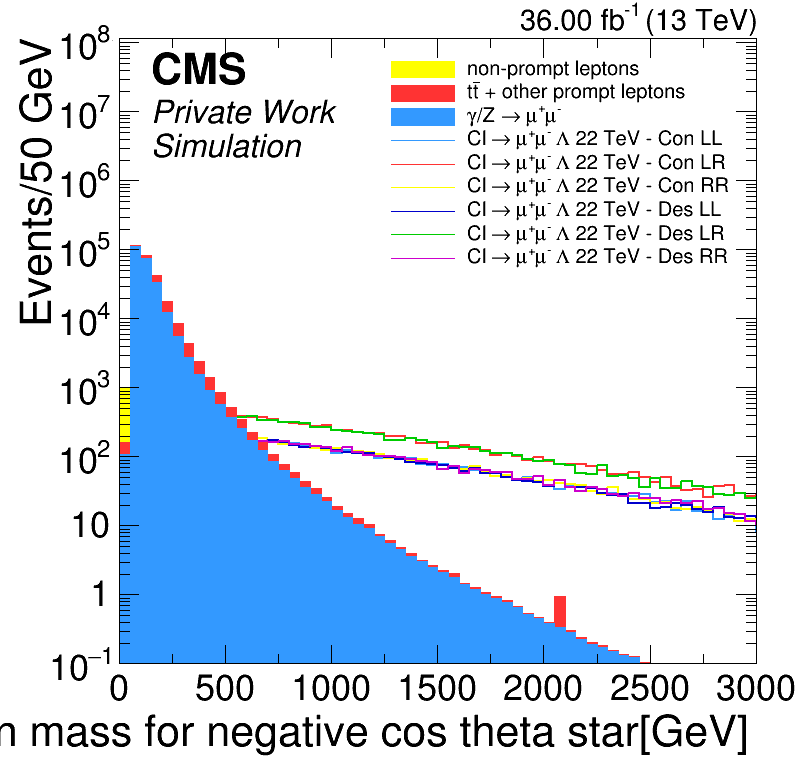 36.00 fb⁻¹ (13 TeV)
CMS
Private Work
Simulation
non-prompt leptons
tt̄ + other prompt leptons
γ/Z → μ⁺μ⁻
CI→ μ⁺μ⁻ Λ 22 TeV - Con LL
CI→ μ⁺μ⁻ Λ 22 TeV - Con LR
CI→ μ⁺μ⁻ Λ 22 TeV - Con RR
CI→ μ⁺μ⁻ Λ 22 TeV - Des LL
CI→ μ⁺μ⁻ Λ 22 TeV - Des LR
CI→ μ⁺μ⁻ Λ 22 TeV - Des RR
Events/50 GeV
10⁸
10⁷
10⁶
10⁵
10⁴
10³
10²
10
1
10⁻¹
0 500 1000 1500 2000 2500 3000
n mass for negative cos theta star[GeV]